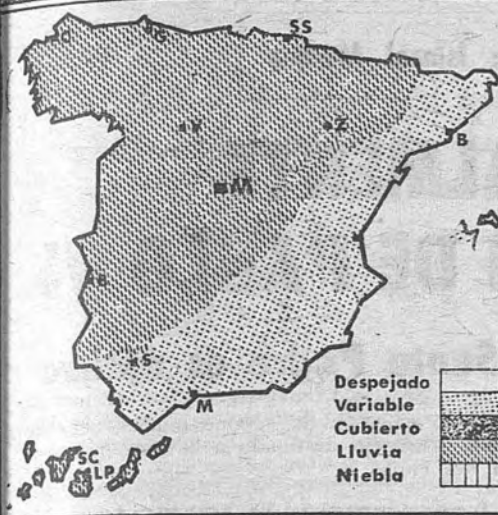 C
G
SS
V
Z
B
M
B
S
M
SC
LP
Despejado
Variable
Cubierto
Lluvia
Niebla